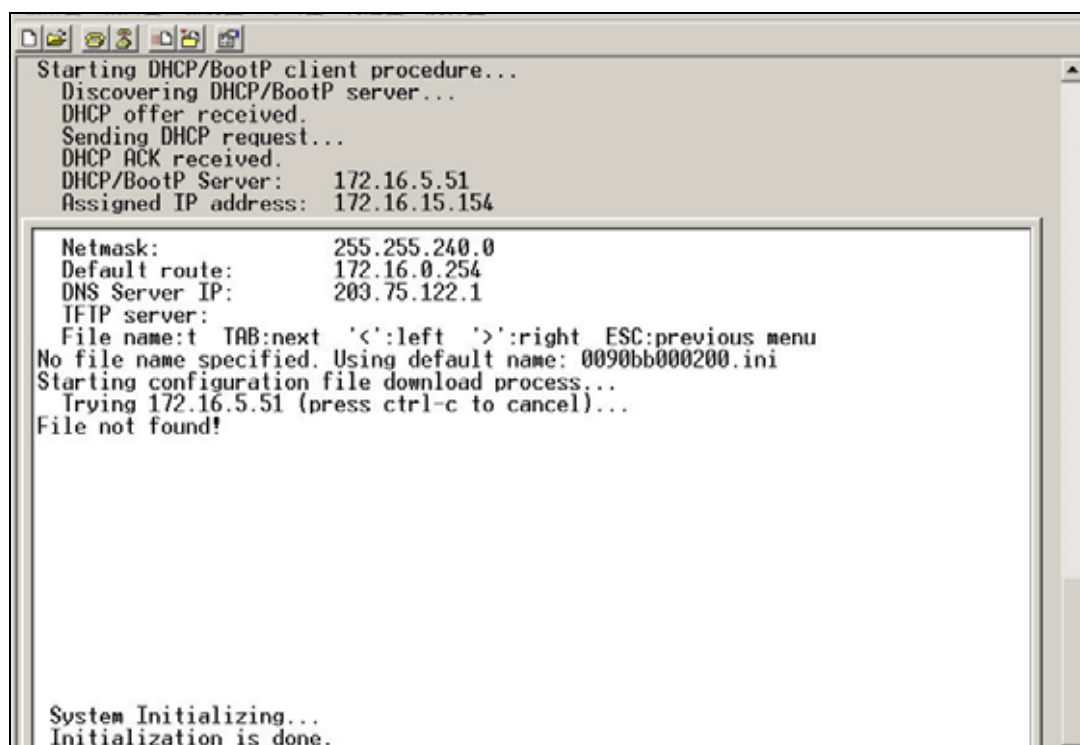 Starting DHCP/BootP client procedure...
Discovering DHCP/BootP server...
DHCP offer received.
Sending DHCP request...
DHCP ACK received.
DHCP/BootP Server: 172.16.5.51
Assigned IP address: 172.16.15.154
Netmask: 255.255.240.0
Default route: 172.16.0.254
DNS Server IP: 203.75.122.1
TFTP server:
File name:t TAB:next '<':left '>':right ESC:previous menu
No file name specified. Using default name: 0090bb000200.ini
Starting configuration file download process...
Trying 172.16.5.51 (press ctrl-c to cancel)...
File not found!
System Initializing...
Initialization is done.